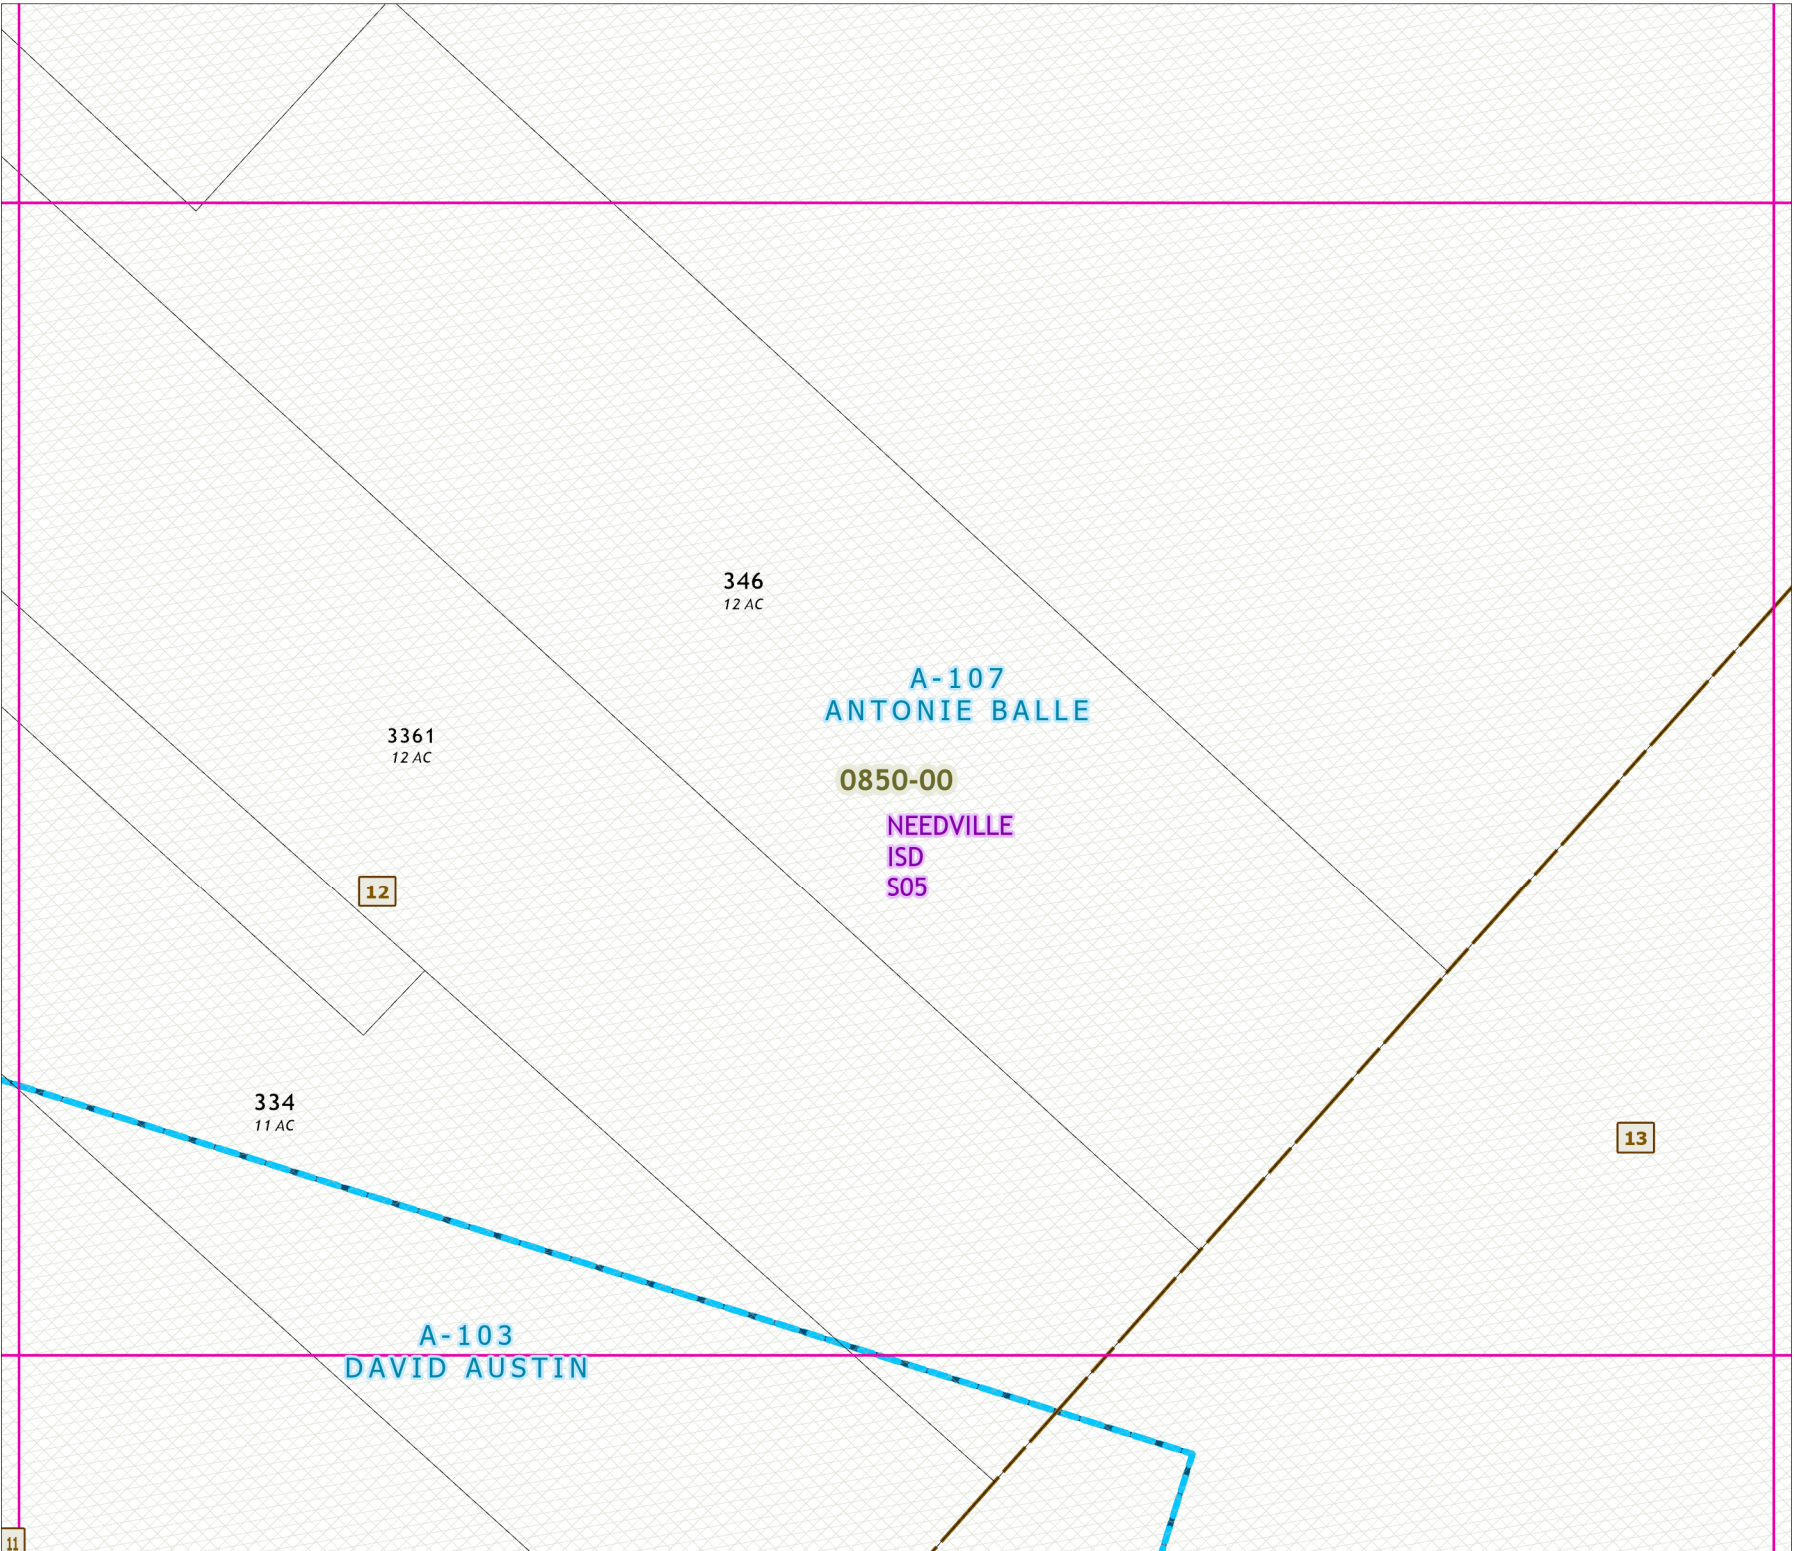 346
12 AC
A-107
ANTONIE BALLE
3361
12 AC
0850-00
NEEDVILLE
ISD
S05
12
334
11 AC
13
A-103
DAVID AUSTIN
11